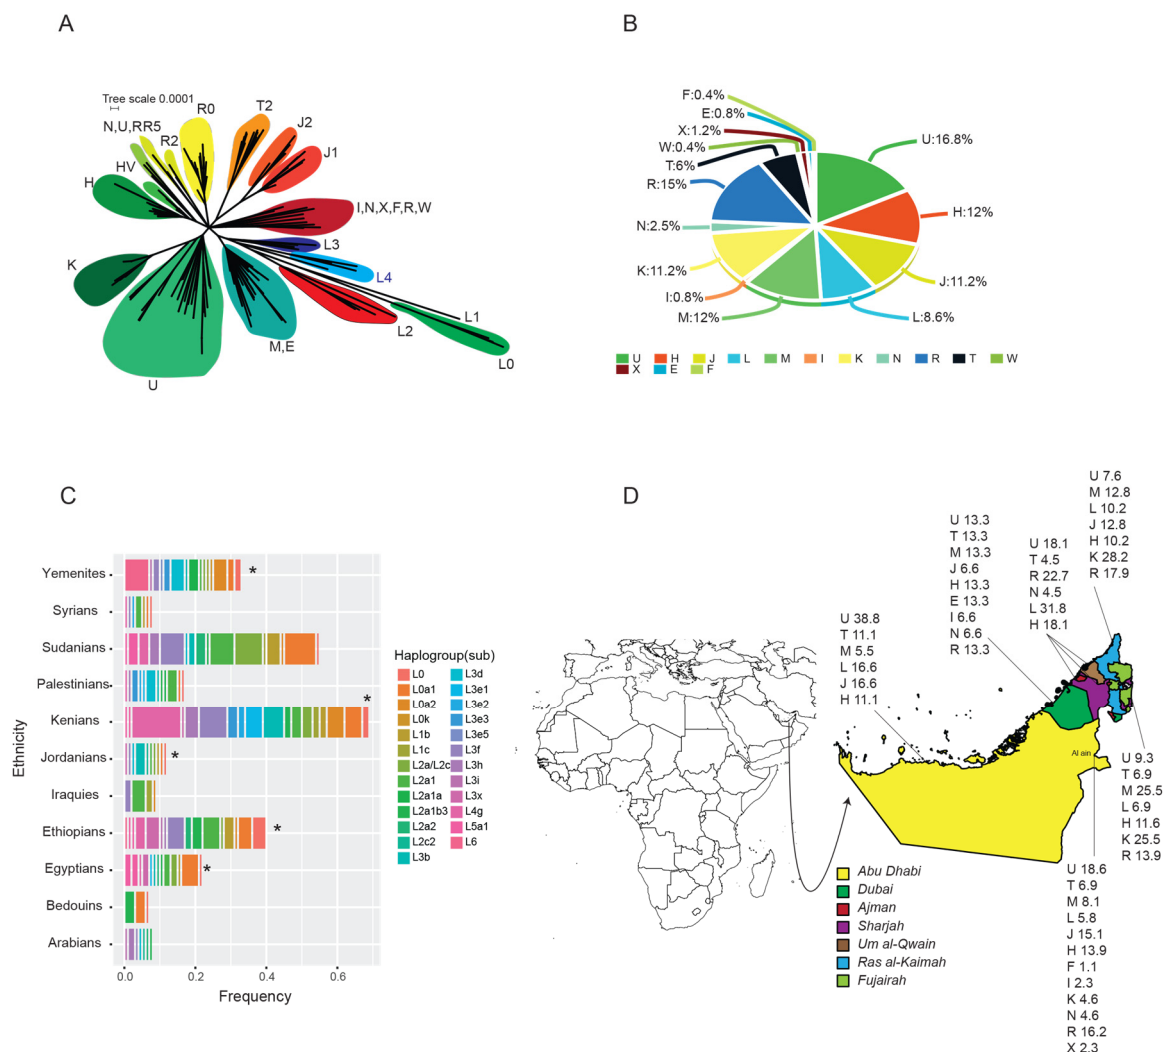 A
Tree scale 0.0001
N,U,RR5
R0
T2
J2
R2
J1
HV
H
I,N,X,F,R,W
L3
K
L4
L1
L2
M,E
L0
U
B
F:0.4%
E:0.8%
X:1.2%
W:0.4%
T:6%
R:15%
N:2.5%
K:11.2%
I:0.8%
M:12%
U:16.8%
H:12%
J:11.2%
L:8.6%
U H J L M I K N R T W
X E F
C
Ethnicity
Yemenites *
Syrians
Sudanians
Palestinians
Kenians *
Jordanians *
Iraquies
Ethiopians *
Egyptians *
Bedouins
Arabians
0.0 0.2 0.4 0.6
Frequency
Haplogroup(sub)
L0 L3d
L0a1 L3e1
L0a2 L3e2
L0k L3e3
L1b L3e5
L1c L3f
L2a/L2c L3h
L2a1 L3i
L2a1a L3x
L2a1b3 L4g
L2a2 L5a1
L2c2 L6
L3b
D
U 38.8
T 11.1
M 5.5
L 16.6
J 16.6
H 11.1
U 13.3
T 13.3
M 13.3
J 6.6
H 13.3
E 13.3
I 6.6
N 6.6
R 13.3
U 18.1
T 4.5
R 22.7
N 4.5
L 31.8
H 18.1
U 7.6
M 12.8
L 10.2
J 12.8
H 10.2
K 28.2
R 17.9
Al ain
U 9.3
T 6.9
M 25.5
L 6.9
H 11.6
K 25.5
R 13.9
U 18.6
T 6.9
M 8.1
L 5.8
J 15.1
H 13.9
F 1.1
I 2.3
K 4.6
N 4.6
R 16.2
X 2.3
Abu Dhabi
Dubai
Ajman
Sharjah
Um al-Qwain
Ras al-Kaimah
Fujairah